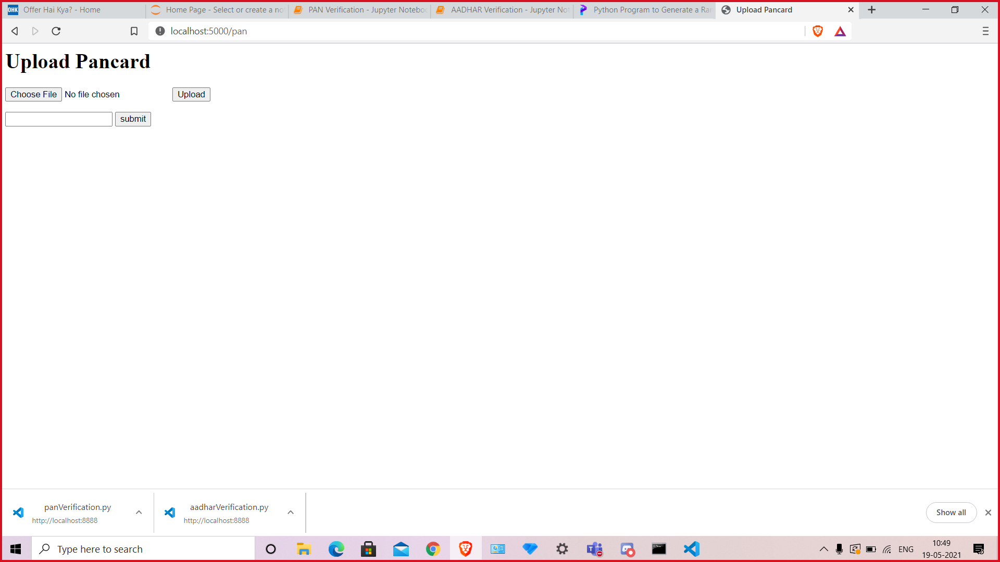 OHK Offer Hai Kya? - Home
Home Page - Select or create a no
PAN Verification - Jupyter Notebo
AADHAR Verification - Jupyter Not
Python Program to Generate a Ra
Upload Pancard
localhost:5000/pan
Upload Pancard
Choose File No file chosen Upload
submit
panVerification.py
http://localhost:8888
aadharVerification.py
http://localhost:8888
Show all
Type here to search
ENG
10:49
19-05-2021